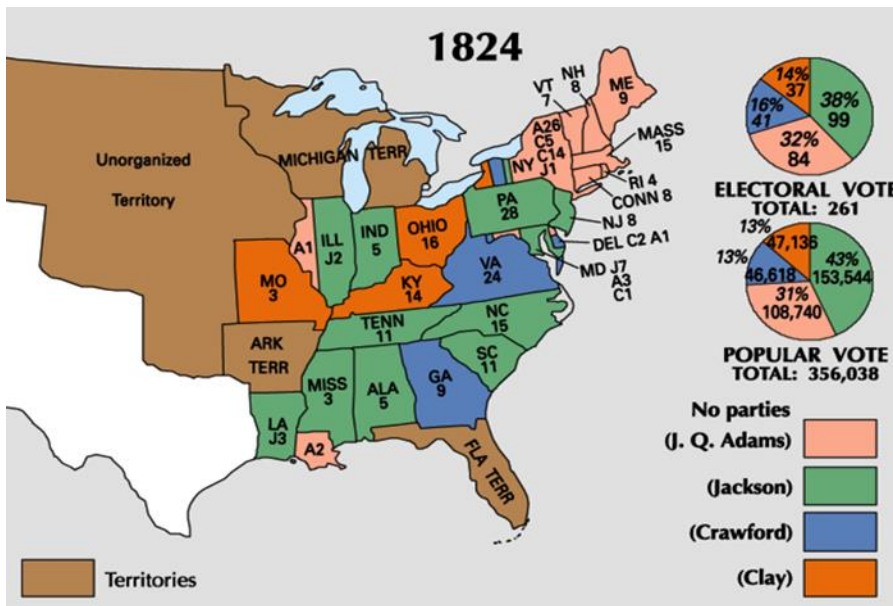 1824
Unorganized
Territory
MICHIGAN TERR
VT
7
NH
8
ME
9
MASS
15
A26
C5
C14
J1
NY
RI 4
CONN 8
PA
28
NJ 8
DEL C2 A1
MD J7
A3
C1
A1
ILL
J2
IND
5
OHIO
16
VA
24
MO
3
KY
14
TENN
11
NC
15
SC
11
ARK
TERR
MISS
3
ALA
5
GA
9
LA
J3
A2
FLA TERR
Territories
14%
37
16%
41
38%
99
32%
84
ELECTORAL VOTE
TOTAL: 261
13%
47,136
13%
46,618
43%
153,544
31%
108,740
POPULAR VOTE
TOTAL: 356,038
No parties
(J. Q. Adams)
(Jackson)
(Crawford)
(Clay)